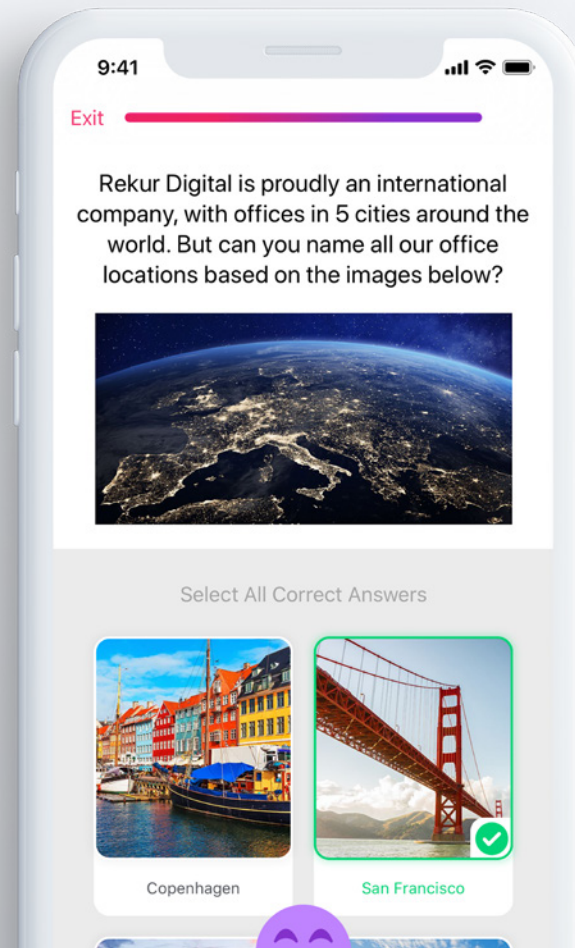 9:41
Exit
Rekur Digital is proudly an international
company, with offices in 5 cities around the
world. But can you name all our office
locations based on the images below?
Select All Correct Answers
Copenhagen
San Francisco